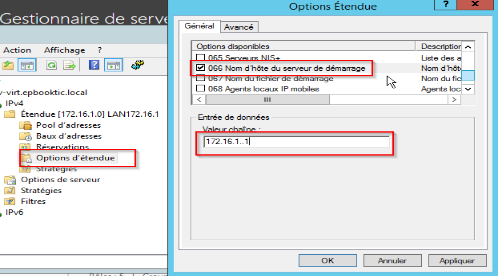 Gestionnaire de serve
Action Affichage ?
-virt.epbooktic.local
IPv4
Étendue [172.16.1.0] LAN172.16.1
Pool d'adresses
Baux d'adresses
Réservations
Options d'étendue
Stratégies
Options de serveur
Stratégies
Filtres
IPv6
Options Étendue
? x
Général Avancé
Options disponibles Description
065 Serveurs NIS+ Liste des a
066 Nom d'hôte du serveur de démarrage Nom d'hôt
067 Nom du fichier de démarrage Nom du fic
068 Agents locaux IP mobiles Agents loc
Entrée de données
Valeur chaîne :
172.16.1..1
OK Annuler Appliquer